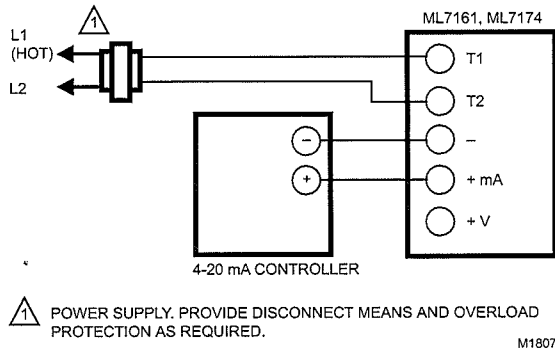 ML7161, ML7174
1
L1
(HOT)
L2
T1
T2
–
+ mA
+ V
–
+
4-20 mA CONTROLLER
1 POWER SUPPLY. PROVIDE DISCONNECT MEANS AND OVERLOAD
PROTECTION AS REQUIRED.
M1807